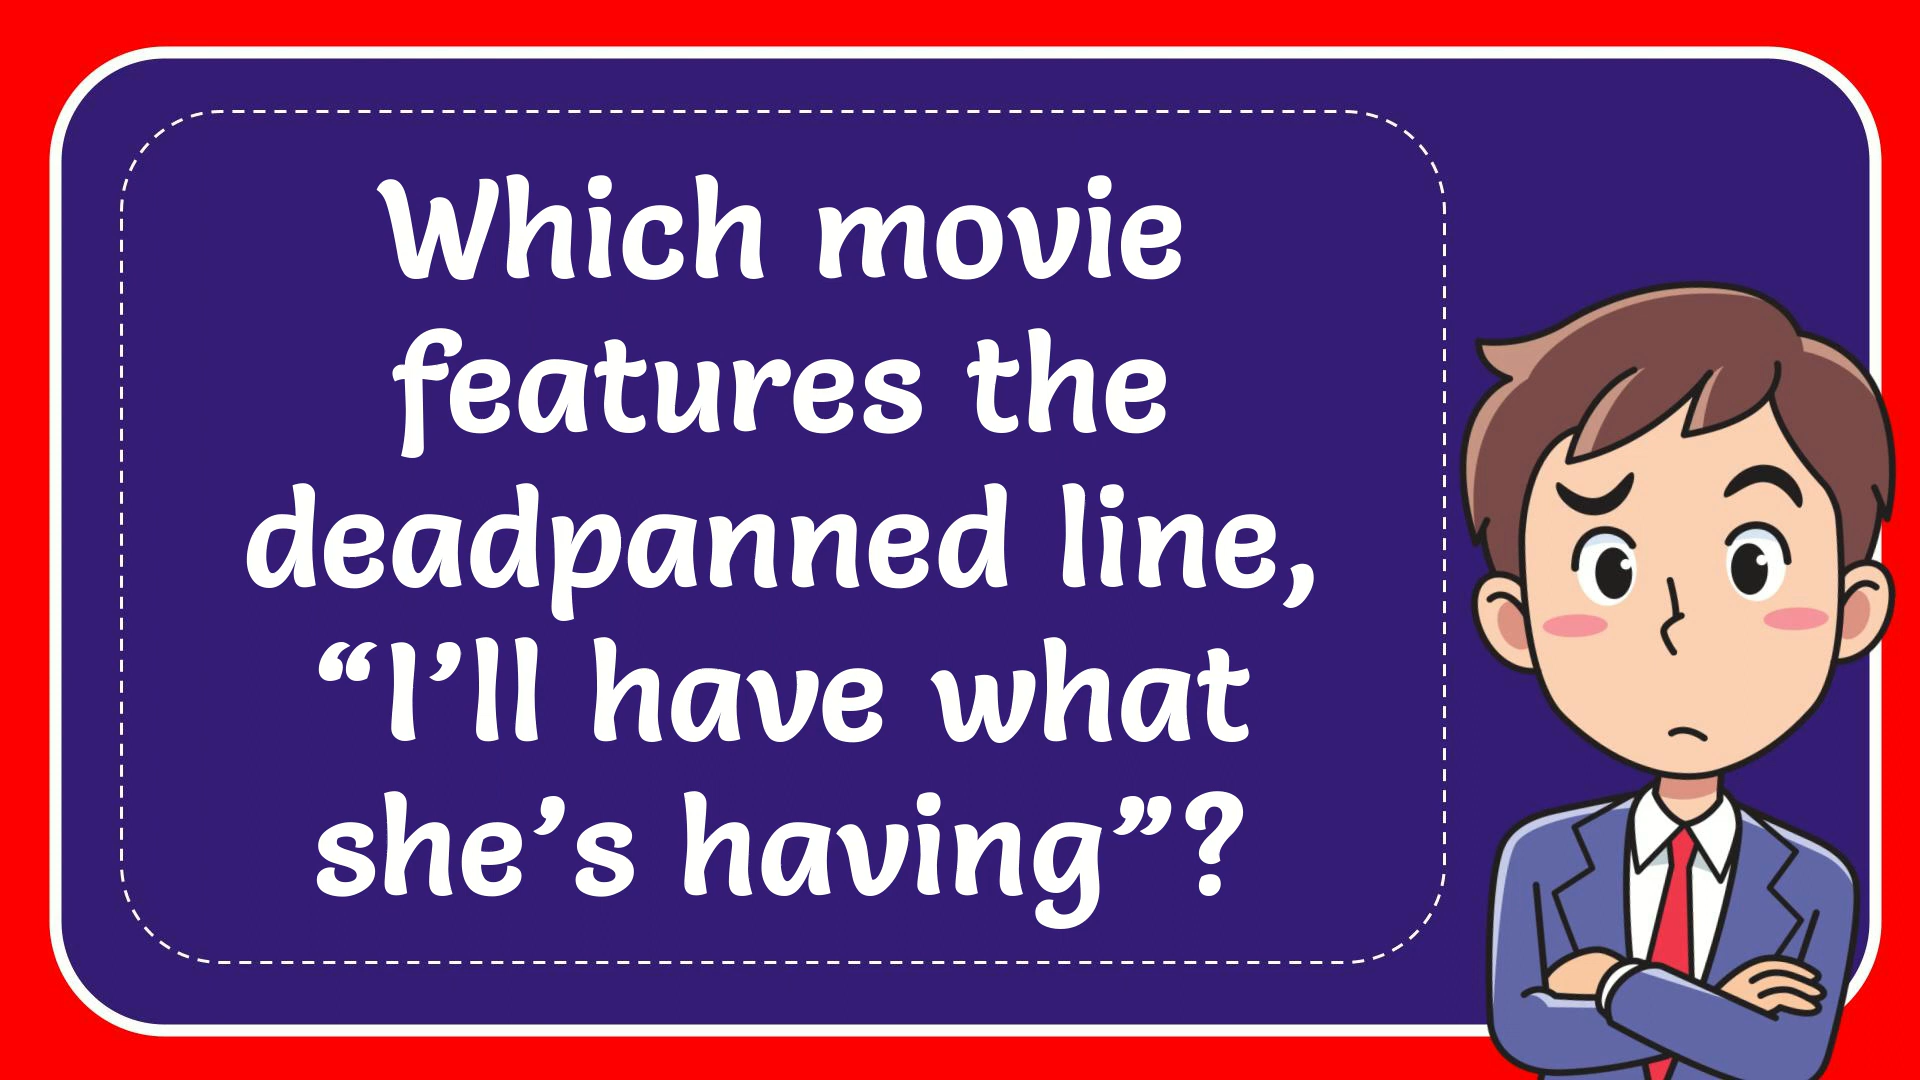 Which movie
features the
deadpanned line,
“I’ll have what
she’s having”?